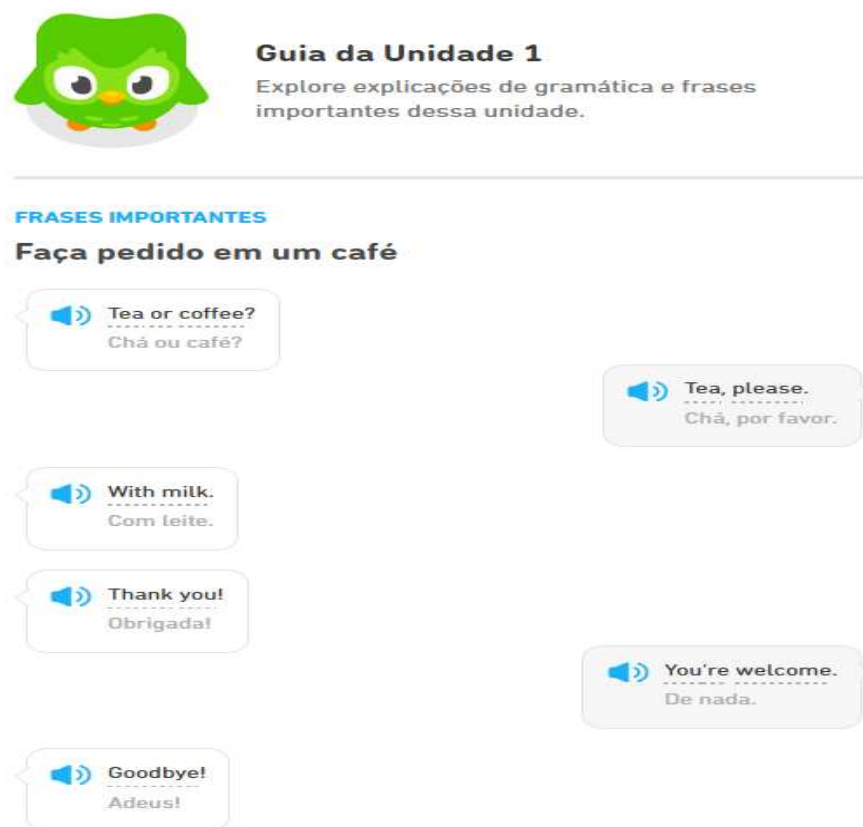 Guia da Unidade 1
Explore explicações de gramática e frases
importantes dessa unidade.
FRASES IMPORTANTES
Faça pedido em um café
Tea or coffee?
Chá ou café?
Tea, please.
Chá, por favor.
With milk.
Com leite.
Thank you!
Obrigada!
You're welcome.
De nada.
Goodbye!
Adeus!